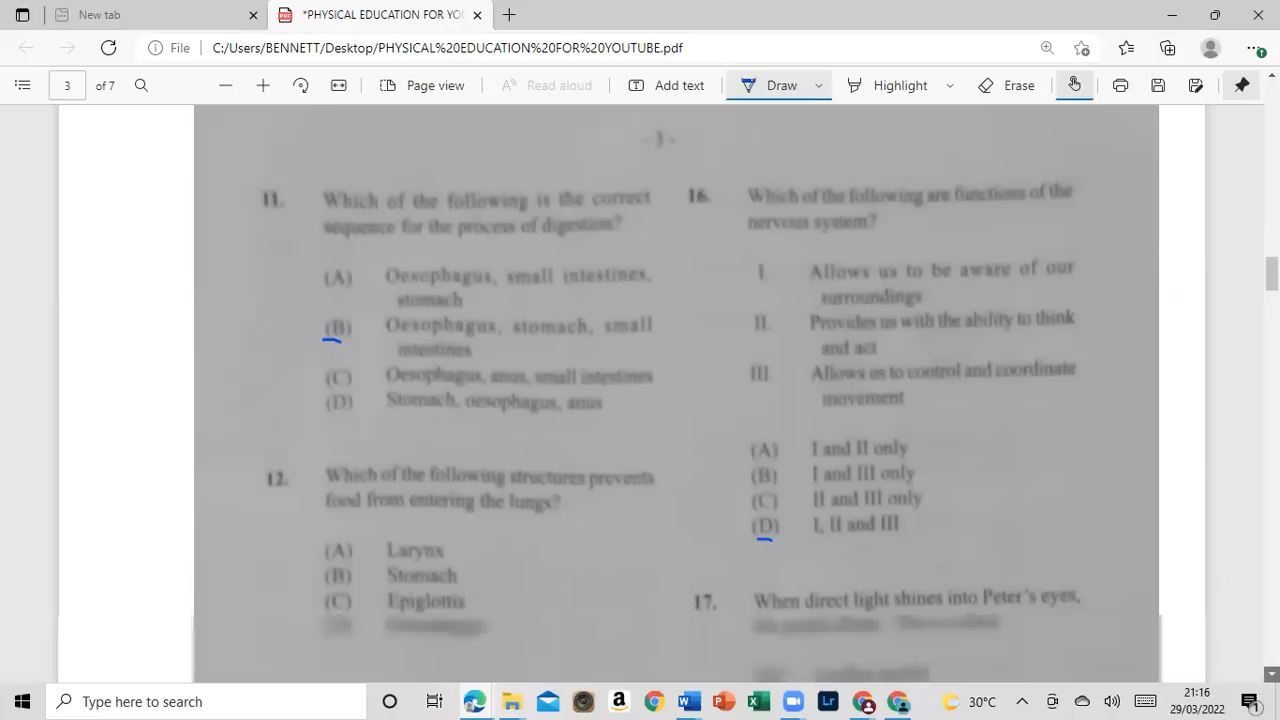 New tab
*PHYSICAL EDUCATION FOR YOU
File C:/Users/BENNETT/Desktop/PHYSICAL%20EDUCATION%20FOR%20YOUTUBE.pdf
3 of 7 Page view Read aloud Add text Draw Highlight Erase
- 3 -
11. Which of the following is the correct
sequence for the process of digestion?
(A) Oesophagus, small intestines,
stomach
(B) Oesophagus, stomach, small
intestines
(C) Oesophagus, anus, small intestines
(D) Stomach, oesophagus, anus
12. Which of the following structures prevents
food from entering the lungs?
(A) Larynx
(B) Stomach
(C) Epiglottis
16. Which of the following are functions of the
nervous system?
I. Allows us to be aware of our
surroundings
II. Provides us with the ability to think
and act
III. Allows us to control and coordinate
movement
(A) I and II only
(B) I and III only
(C) II and III only
(D) I, II and III
17. When direct light shines into Peter's eyes,
Type here to search
30°C
21:16
29/03/2022